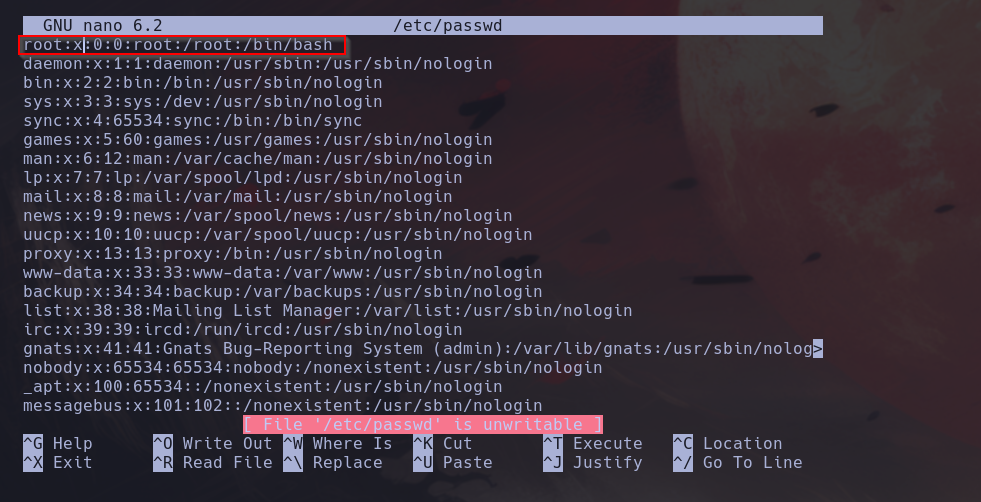 GNU nano 6.2 /etc/passwd
root:x:0:0:root:/root:/bin/bash
daemon:x:1:1:daemon:/usr/sbin:/usr/sbin/nologin
bin:x:2:2:bin:/bin:/usr/sbin/nologin
sys:x:3:3:sys:/dev:/usr/sbin/nologin
sync:x:4:65534:sync:/bin:/bin/sync
games:x:5:60:games:/usr/games:/usr/sbin/nologin
man:x:6:12:man:/var/cache/man:/usr/sbin/nologin
lp:x:7:7:lp:/var/spool/lpd:/usr/sbin/nologin
mail:x:8:8:mail:/var/mail:/usr/sbin/nologin
news:x:9:9:news:/var/spool/news:/usr/sbin/nologin
uucp:x:10:10:uucp:/var/spool/uucp:/usr/sbin/nologin
proxy:x:13:13:proxy:/bin:/usr/sbin/nologin
www-data:x:33:33:www-data:/var/www:/usr/sbin/nologin
backup:x:34:34:backup:/var/backups:/usr/sbin/nologin
list:x:38:38:Mailing List Manager:/var/list:/usr/sbin/nologin
irc:x:39:39:ircd:/run/ircd:/usr/sbin/nologin
gnats:x:41:41:Gnats Bug-Reporting System (admin):/var/lib/gnats:/usr/sbin/nolog>
nobody:x:65534:65534:nobody:/nonexistent:/usr/sbin/nologin
_apt:x:100:65534::/nonexistent:/usr/sbin/nologin
messagebus:x:101:102::/nonexistent:/usr/sbin/nologin
[ File '/etc/passwd' is unwritable ]
^G Help ^O Write Out ^W Where Is ^K Cut ^T Execute ^C Location
^X Exit ^R Read File ^\ Replace ^U Paste ^J Justify ^/ Go To Line